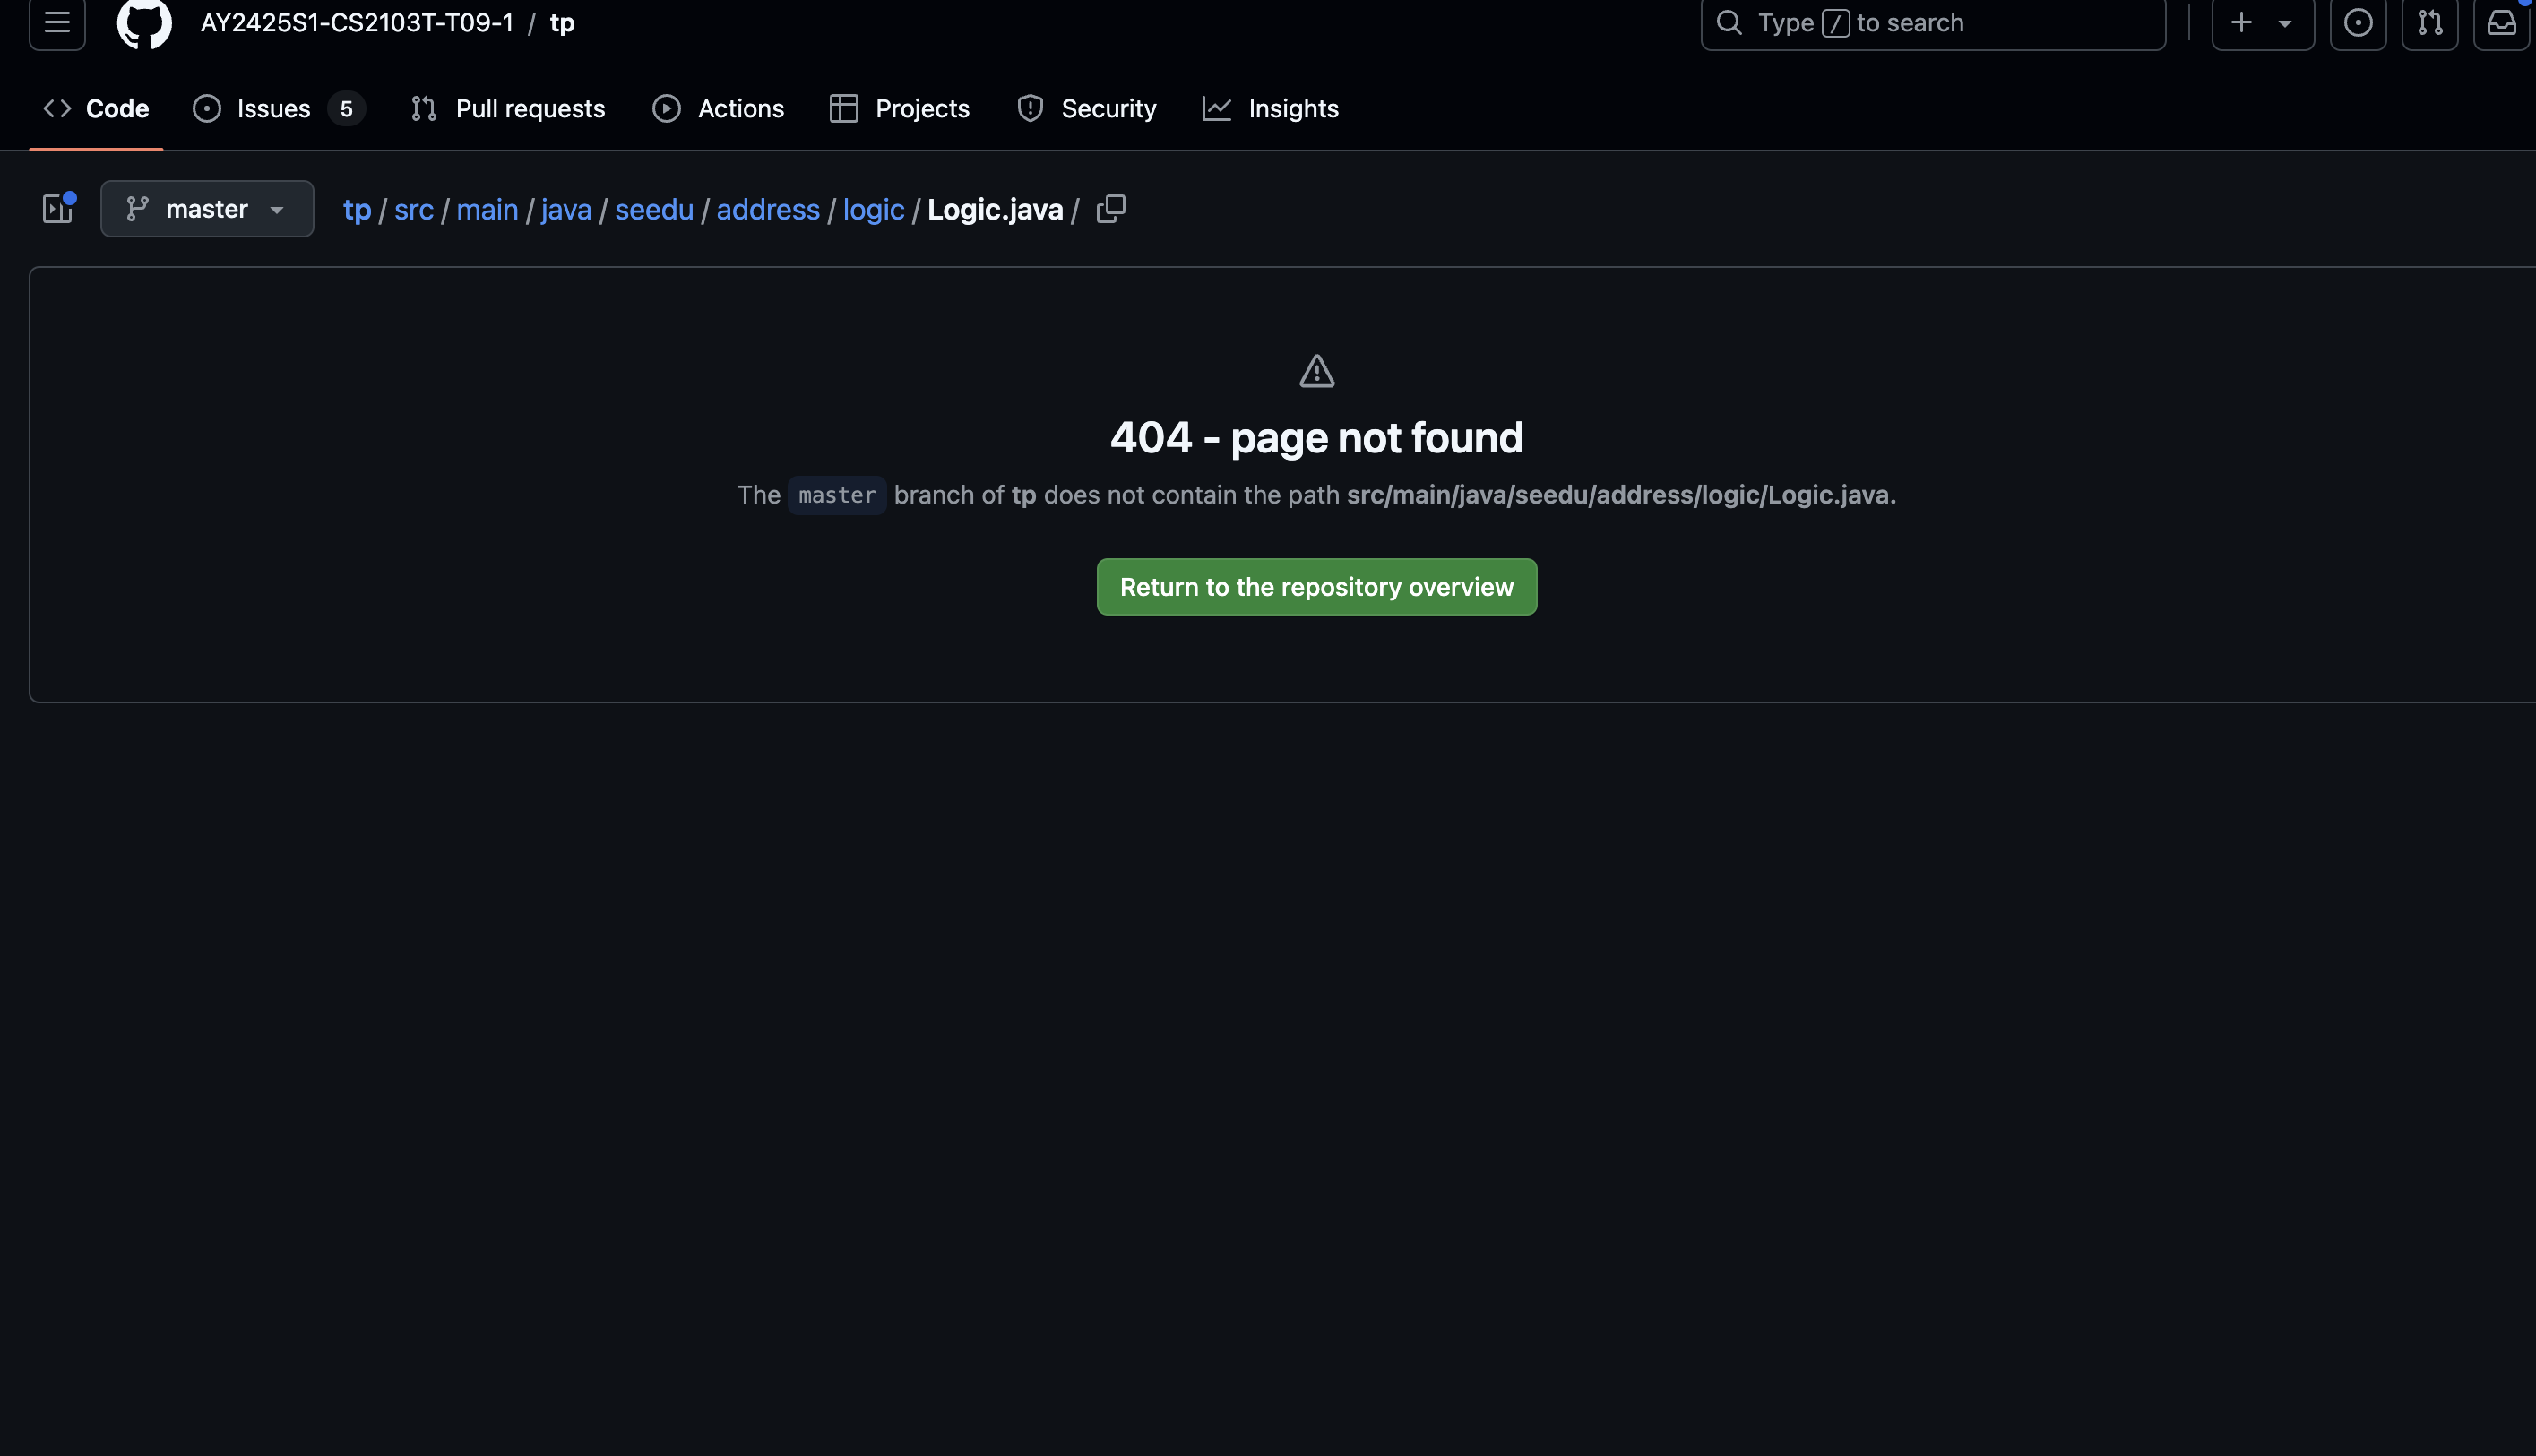 AY2425S1-CS2103T-T09-1 / tp
Type / to search
Code Issues 5 Pull requests Actions Projects Security Insights
master tp / src / main / java / seedu / address / logic / Logic.java /
404 - page not found
The master branch of tp does not contain the path src/main/java/seedu/address/logic/Logic.java.
Return to the repository overview